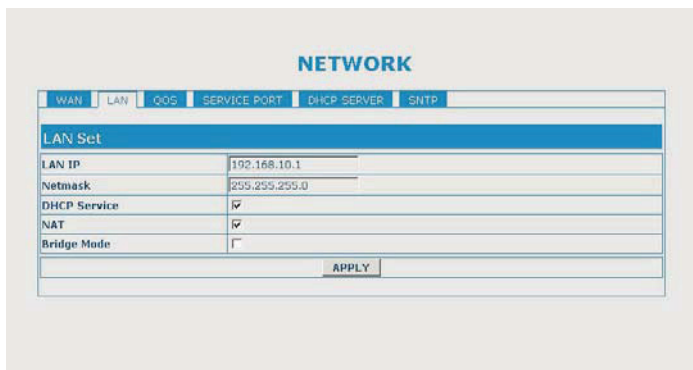 NETWORK
WAN LAN QOS SERVICE PORT DHCP SERVER SNTP
LAN Set
LAN IP 192.168.10.1
Netmask 255.255.255.0
DHCP Service
NAT
Bridge Mode
APPLY